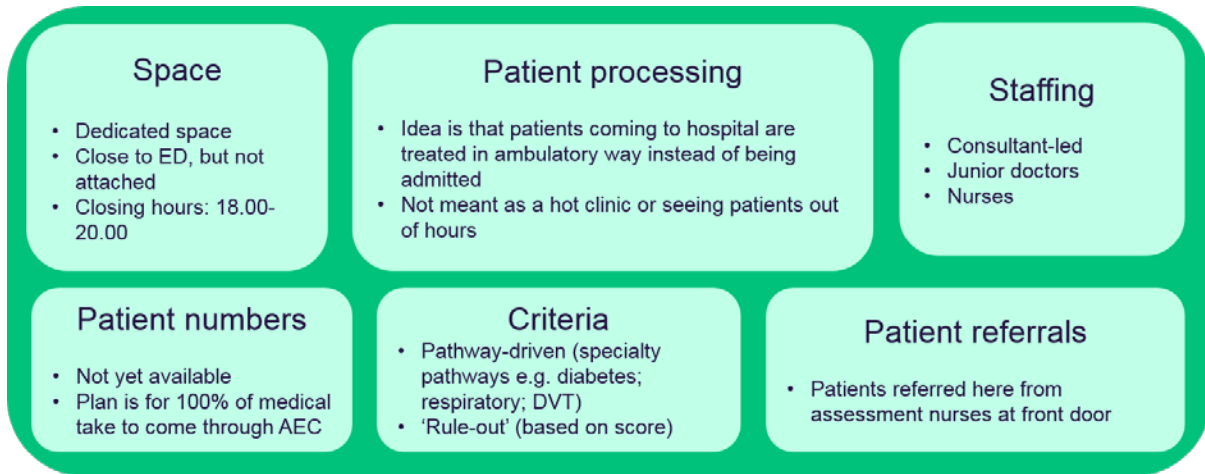 Space
• Dedicated space
• Close to ED, but not
attached
• Closing hours: 18.00-
20.00
Patient processing
• Idea is that patients coming to hospital are
treated in ambulatory way instead of being
admitted
• Not meant as a hot clinic or seeing patients out
of hours
Staffing
• Consultant-led
• Junior doctors
• Nurses
Patient numbers
• Not yet available
• Plan is for 100% of medical
take to come through AEC
Criteria
• Pathway-driven (specialty
pathways e.g. diabetes;
respiratory; DVT)
• ‘Rule-out’ (based on score)
Patient referrals
• Patients referred here from
assessment nurses at front door